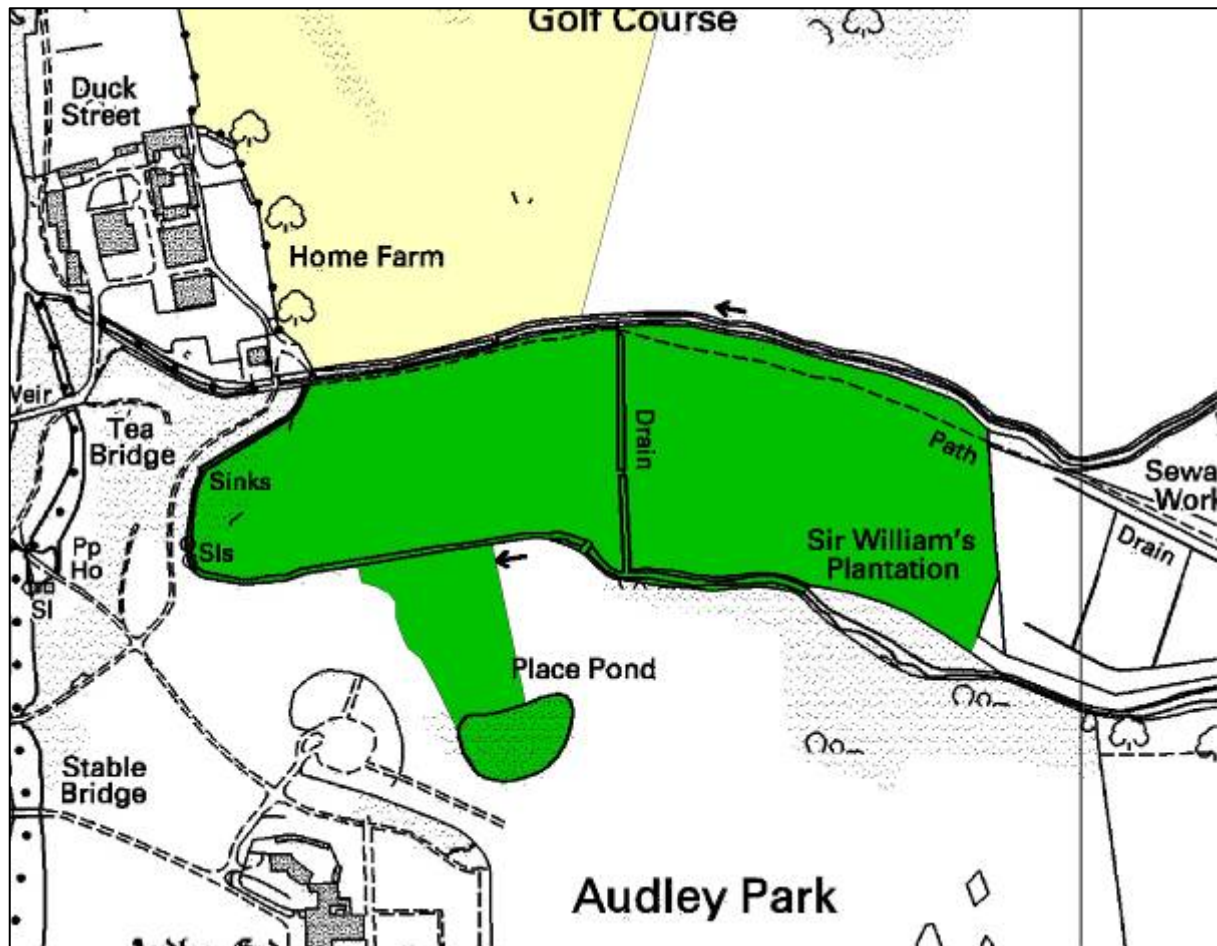 Golf Course
Duck
Street
Home Farm
Weir
Tea
Bridge
Drain
Path
Sewa
Work
Sinks
Drain
Sls
Pp
Ho
Sl
Sir William's
Plantation
Place Pond
Stable
Bridge
Audley Park